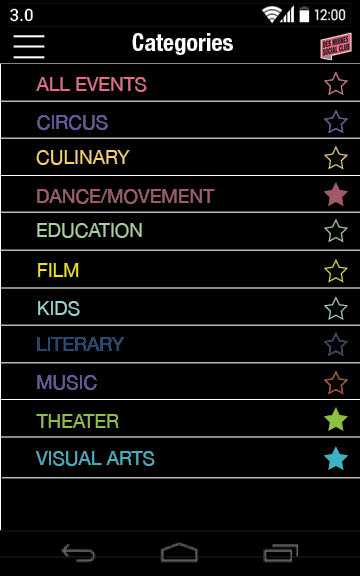 3.0
12:00
Categories
DES MOINES
SOCIAL CLUB
ALL EVENTS
CIRCUS
CULINARY
DANCE/MOVEMENT
EDUCATION
FILM
KIDS
LITERARY
MUSIC
THEATER
VISUAL ARTS